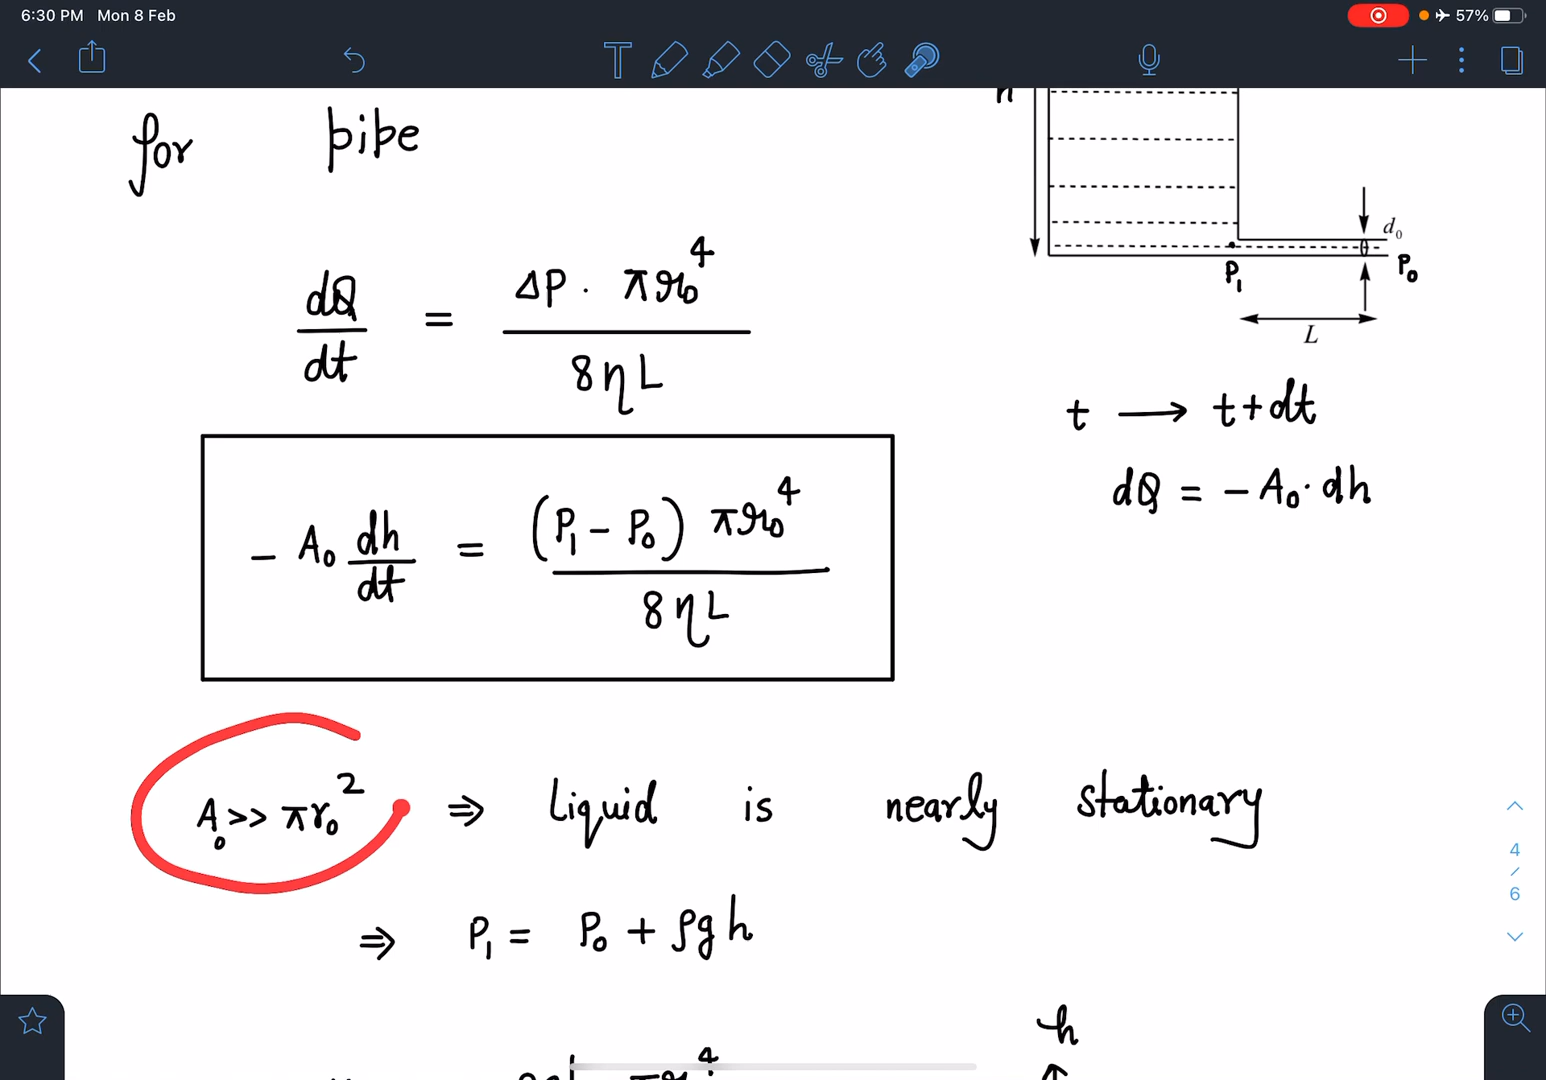 6:30 PM Mon 8 Feb
57%
for pipe
h
d₀
P₁ P₀
L
dQ/dt = ΔP · πr₀⁴ / 8ηL
t → t+dt
dQ = - A₀ · dh
- A₀ dh/dt = (P₁ - P₀) πr₀⁴ / 8ηL
A₀ >> πr₀² ⇒ Liquid is nearly stationary
4
/
6
⇒ P₁ = P₀ + ρgh
h